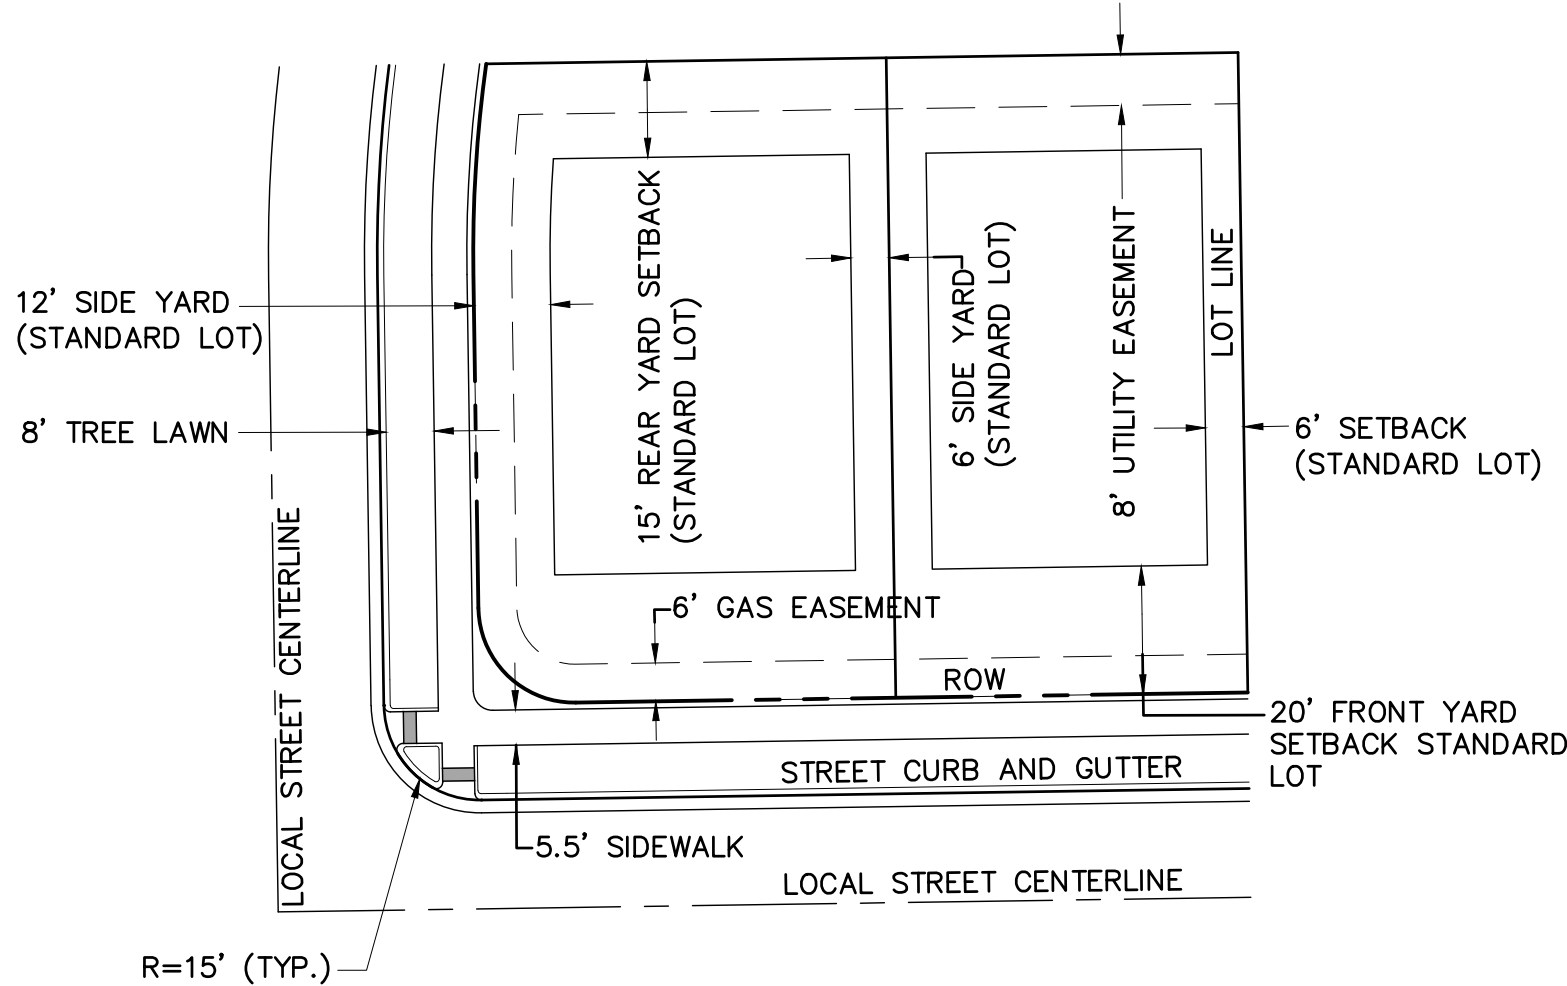 12' SIDE YARD
(STANDARD LOT)
8' TREE LAWN
LOCAL STREET CENTERLINE
R=15' (TYP.)
15' REAR YARD SETBACK
(STANDARD LOT)
6' SIDE YARD
(STANDARD LOT)
8' UTILITY EASEMENT
LOT LINE
6' SETBACK
(STANDARD LOT)
6' GAS EASEMENT
ROW
20' FRONT YARD
SETBACK STANDARD
LOT
STREET CURB AND GUTTER
5.5' SIDEWALK
LOCAL STREET CENTERLINE